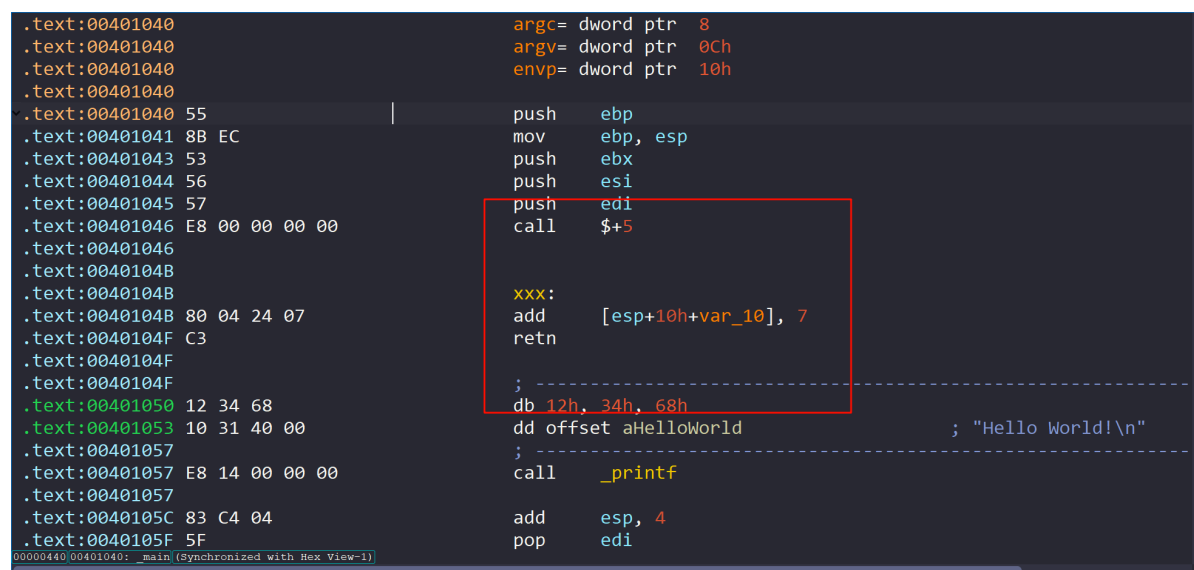 .text:00401040 argc= dword ptr 8
.text:00401040 argv= dword ptr 0Ch
.text:00401040 envp= dword ptr 10h
.text:00401040
.text:00401040 55 push ebp
.text:00401041 8B EC mov ebp, esp
.text:00401043 53 push ebx
.text:00401044 56 push esi
.text:00401045 57 push edi
.text:00401046 E8 00 00 00 00 call $+5
.text:00401046
.text:0040104B
.text:0040104B xxx:
.text:0040104B 80 04 24 07 add [esp+10h+var_10], 7
.text:0040104F C3 retn
.text:0040104F
.text:0040104F ; ---------------------------------------------------------------
.text:00401050 12 34 68 db 12h, 34h, 68h
.text:00401053 10 31 40 00 dd offset aHelloWorld ; "Hello World!\n"
.text:00401057 ; ---------------------------------------------------------------
.text:00401057 E8 14 00 00 00 call _printf
.text:00401057
.text:0040105C 83 C4 04 add esp, 4
.text:0040105F 5F pop edi
00000440 00401040: _main (Synchronized with Hex View-1)